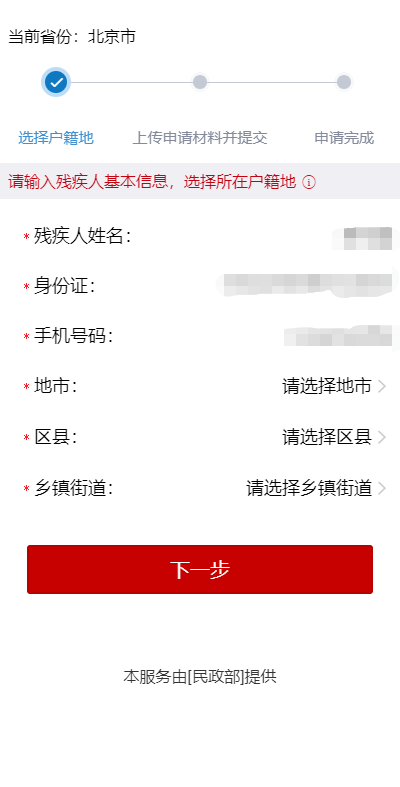 当前省份：北京市
选择户籍地 上传申请材料并提交 申请完成
请输入残疾人基本信息，选择所在户籍地
* 残疾人姓名：
* 身份证：
* 手机号码：
* 地市： 请选择地市
* 区县： 请选择区县
* 乡镇街道： 请选择乡镇街道
下一步
本服务由[民政部]提供